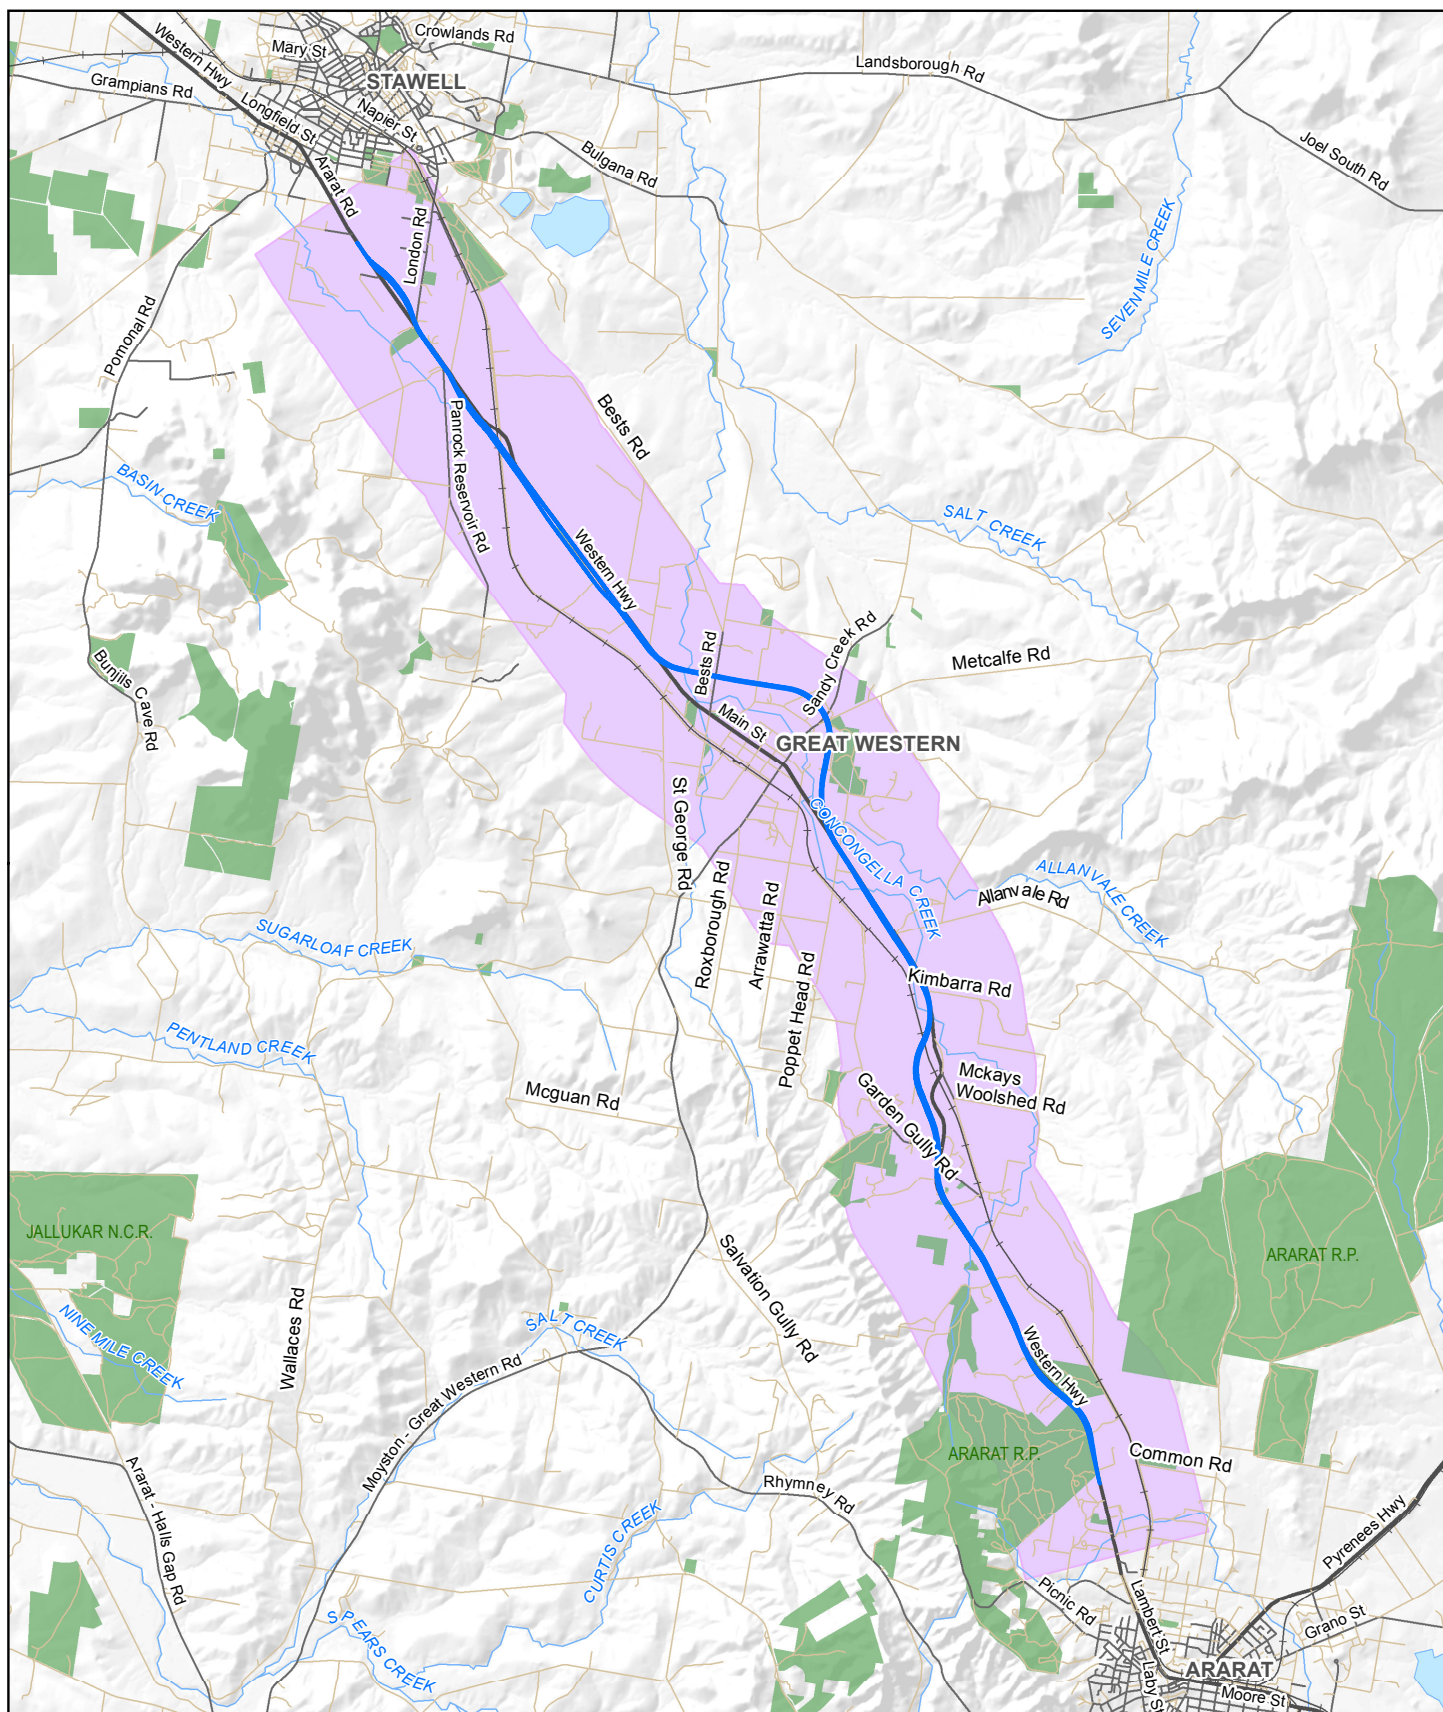 Crowlands Rd
Mary St
Western Hwy
STAWELL
Landsborough Rd
Grampians Rd
Longfield St
Napier St
Joel South Rd
Bulgana Rd
Ararat Rd
London Rd
SEVEN MILE CREEK
Pomonal Rd
Bests Rd
Panrock Reservoir Rd
BASIN CREEK
SALT CREEK
Western Hwy
Bests Rd
Sandy Creek Rd
Metcalfe Rd
Bunjils Cave Rd
Main St
GREAT WESTERN
St George Rd
CONCONGELLA CREEK
Roxborough Rd
Arrawatta Rd
Allanvale Rd
ALLANVALE CREEK
SUGARLOAF CREEK
Poppet Head Rd
Kimbarra Rd
PENTLAND CREEK
Mcguan Rd
Mckays
Woolshed Rd
Garden Gully Rd
JALLUKAR N.C.R.
ARARAT R.P.
Salvation Gully Rd
NINE MILE CREEK
Wallaces Rd
SALT CREEK
Western Hwy
Moyston - Great Western Rd
ARARAT R.P.
Common Rd
Ararat - Halls Gap Rd
Rhymney Rd
CURTIS CREEK
Pyrenees Hwy
SPEARS CREEK
Picnic Rd
Lambert St
Grano St
ARARAT
Laby St
Moore St